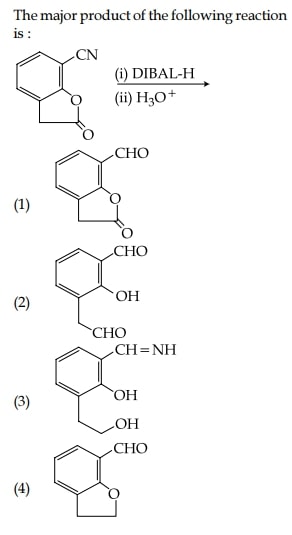 The major product of the following reaction
is :
CN
(i) DIBAL-H
(ii) H₃O⁺
O
O
(1)
CHO
O
O
(2)
CHO
OH
CHO
(3)
CH=NH
OH
OH
(4)
CHO
O